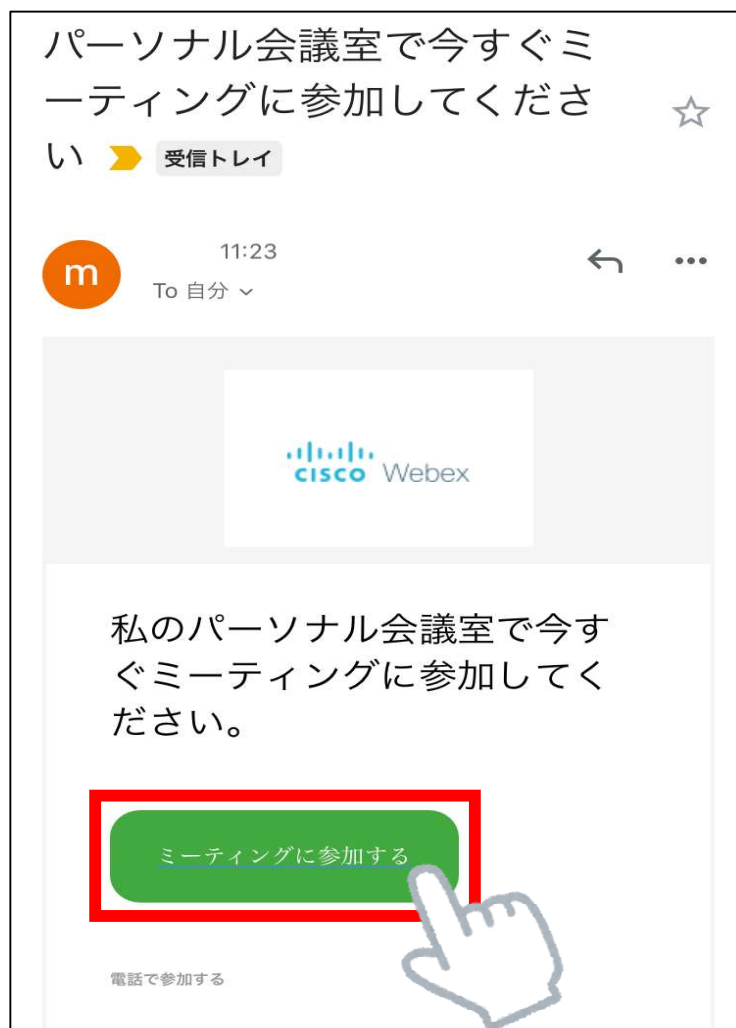 パーソナル会議室で今すぐミ
ーティングに参加してくださ
い 受信トレイ
m
11:23
To 自分
CISCO Webex
私のパーソナル会議室で今す
ぐミーティングに参加してく
ださい。
ミーティングに参加する
電話で参加する